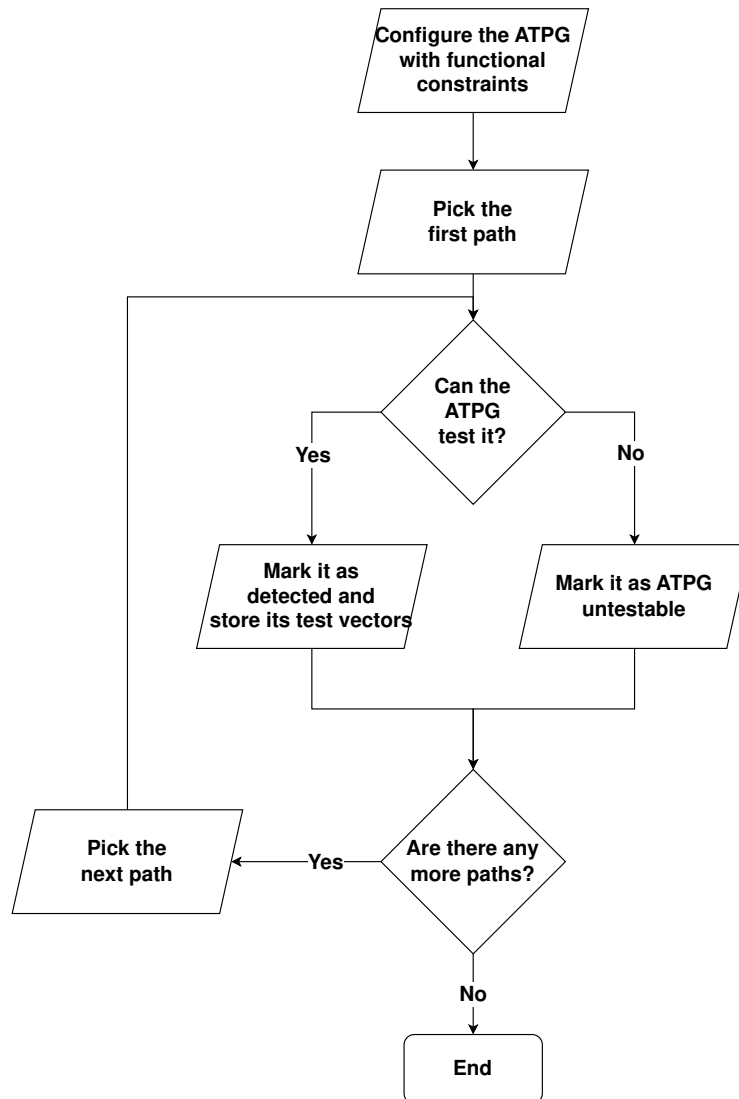 Configure the ATPG
with functional
constraints
Pick the
first path
Can the
ATPG
test it?
Yes
No
Mark it as
detected and
store its test vectors
Mark it as ATPG
untestable
Pick the
next path
Yes
Are there any
more paths?
No
End